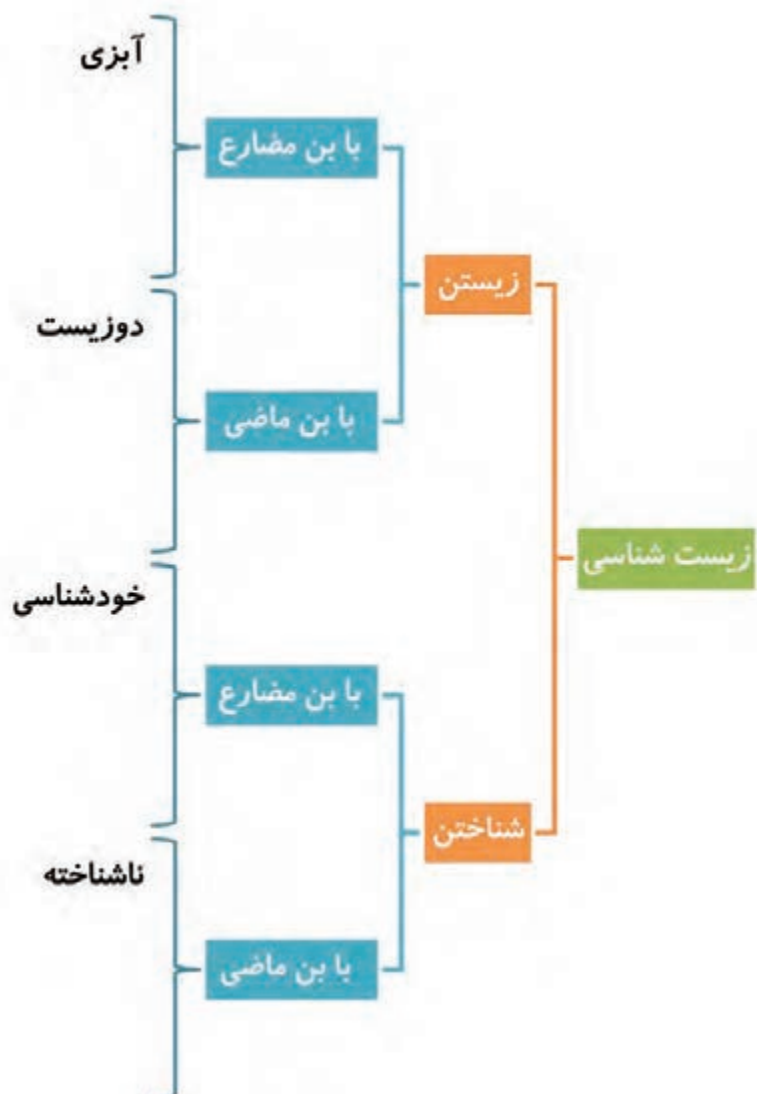 زیست شناسی
زیستن
با بن مضارع
آبزی
با بن ماضی
دوزیست
شناختن
با بن مضارع
خودشناسی
با بن ماضی
ناشناخته